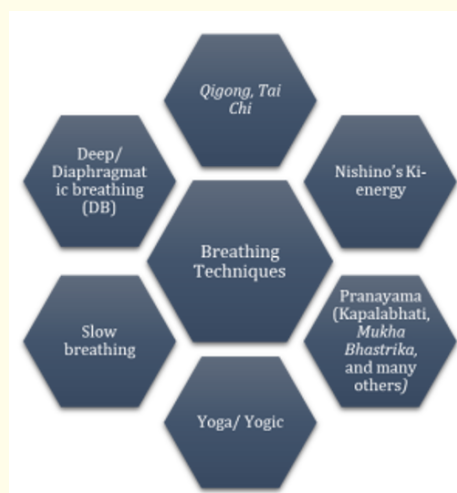 Qigong, Tai
Chi
Deep/
Diaphragmat
ic breathing
(DB)
Nishino's Ki-
energy
Breathing
Techniques
Slow
breathing
Pranayama
(Kapalabhati,
Mukha
Bhastrika,
and many
others)
Yoga/ Yogic